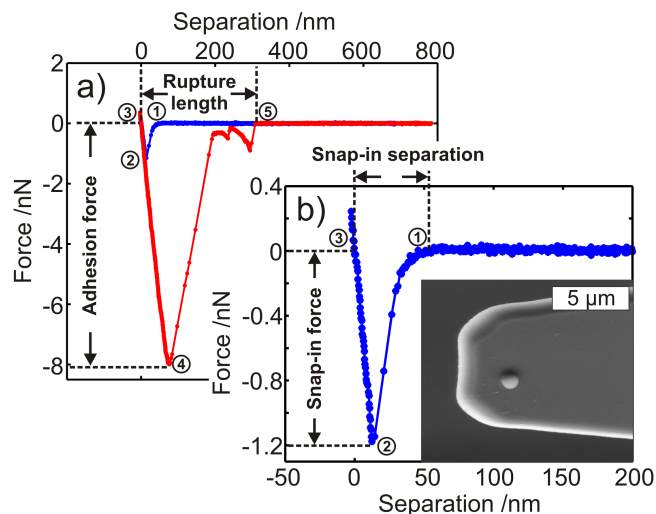 Separation /nm
0 200 400 600 800
a)
Rupture
length
2
0
-2
-4
-6
-8
Force /nN
Adhesion force
③ ① ⑤
②
④
Snap-in separation
b)
0.4
0
-0.4
-0.8
-1.2
Force /nN
Snap-in force
③ ①
②
5 µm
-50 0 50 100 150 200
Separation /nm